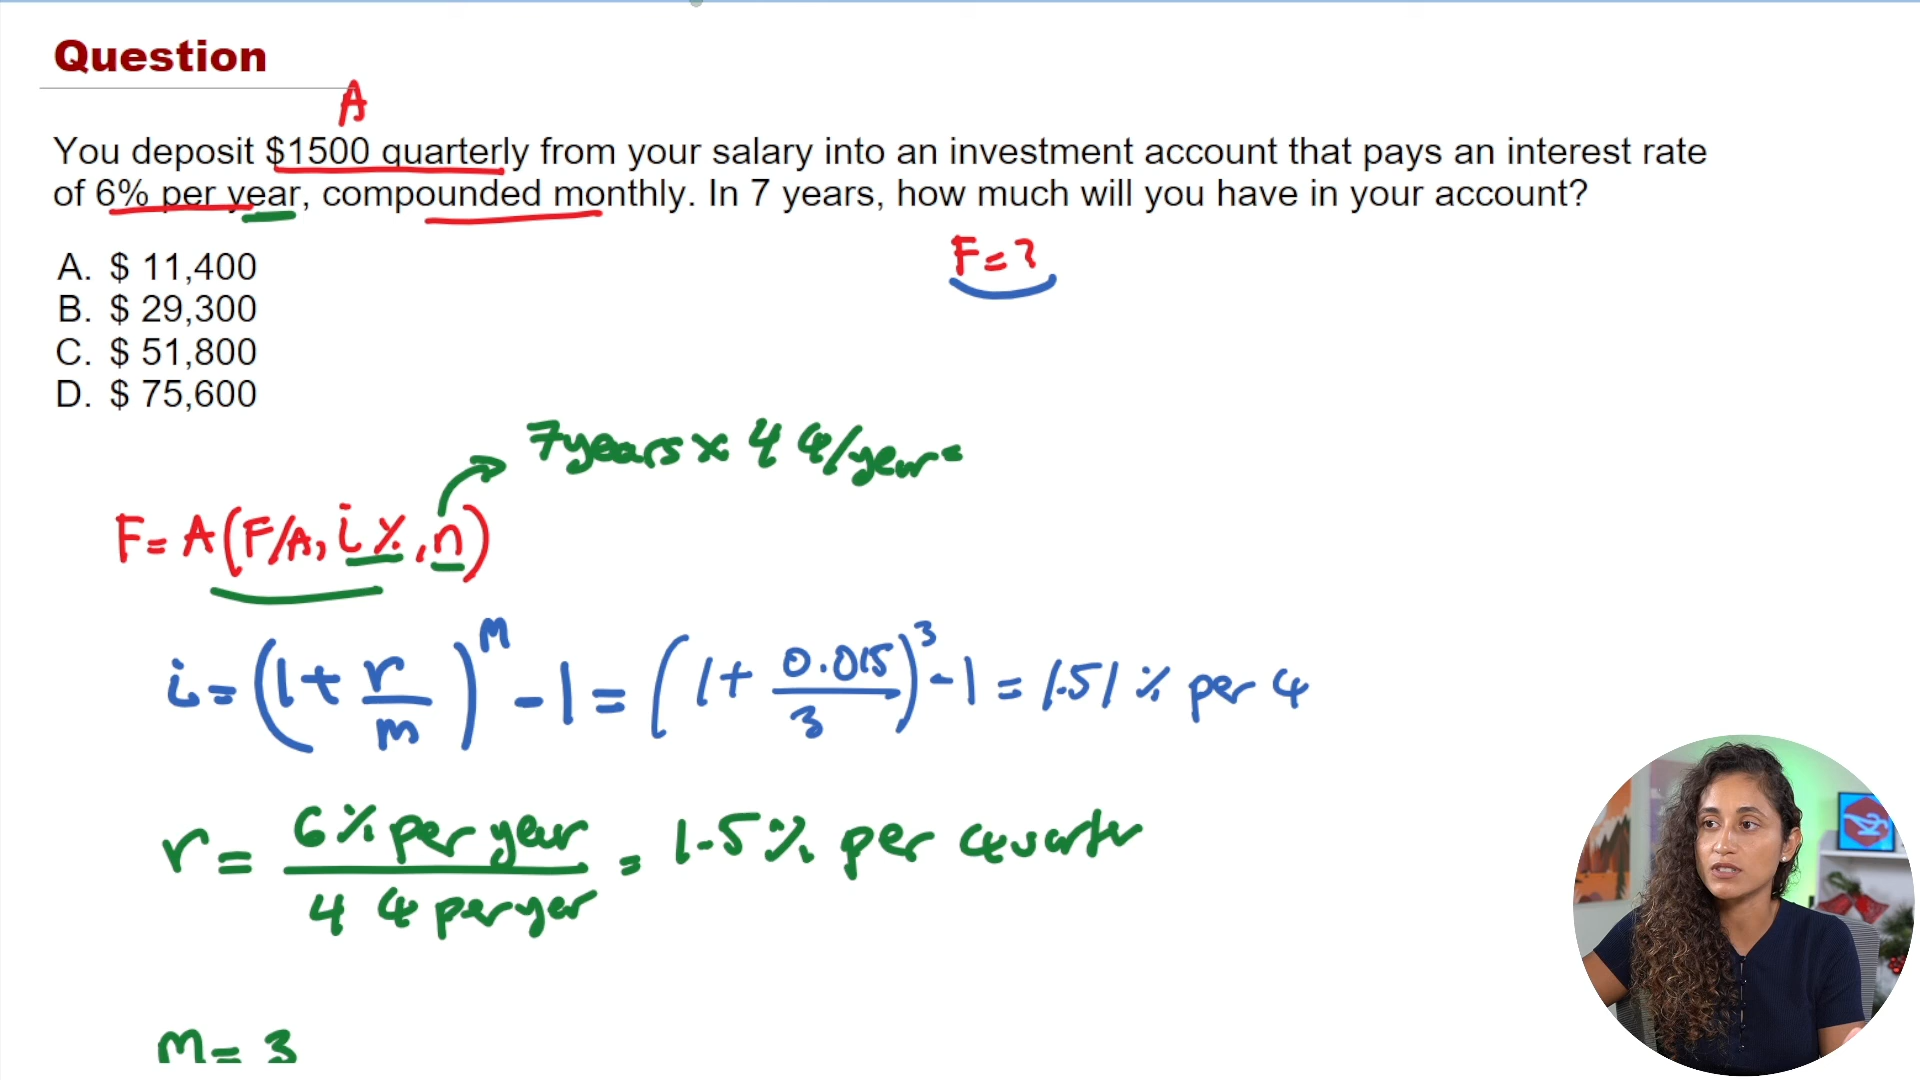 Question
A
You deposit $1500 quarterly from your salary into an investment account that pays an interest rate
of 6% per year, compounded monthly. In 7 years, how much will you have in your account?
F=?
A. $ 11,400
B. $ 29,300
C. $ 51,800
D. $ 75,600
7years x 4 q/year =
F= A(F/A, i%, n)
i = (1 + r/m)^m - 1 = (1 + 0.015/3)^3 - 1 = 1.51% per q
r = 6% per year / 4 q per year = 1.5% per quarter
m = 3